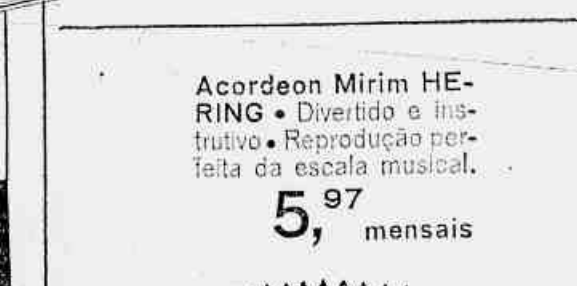 Acordeon Mirim HE-
RING • Divertido e ins-
trutivo • Reprodução per-
feita da escala musical.
5,97 mensais